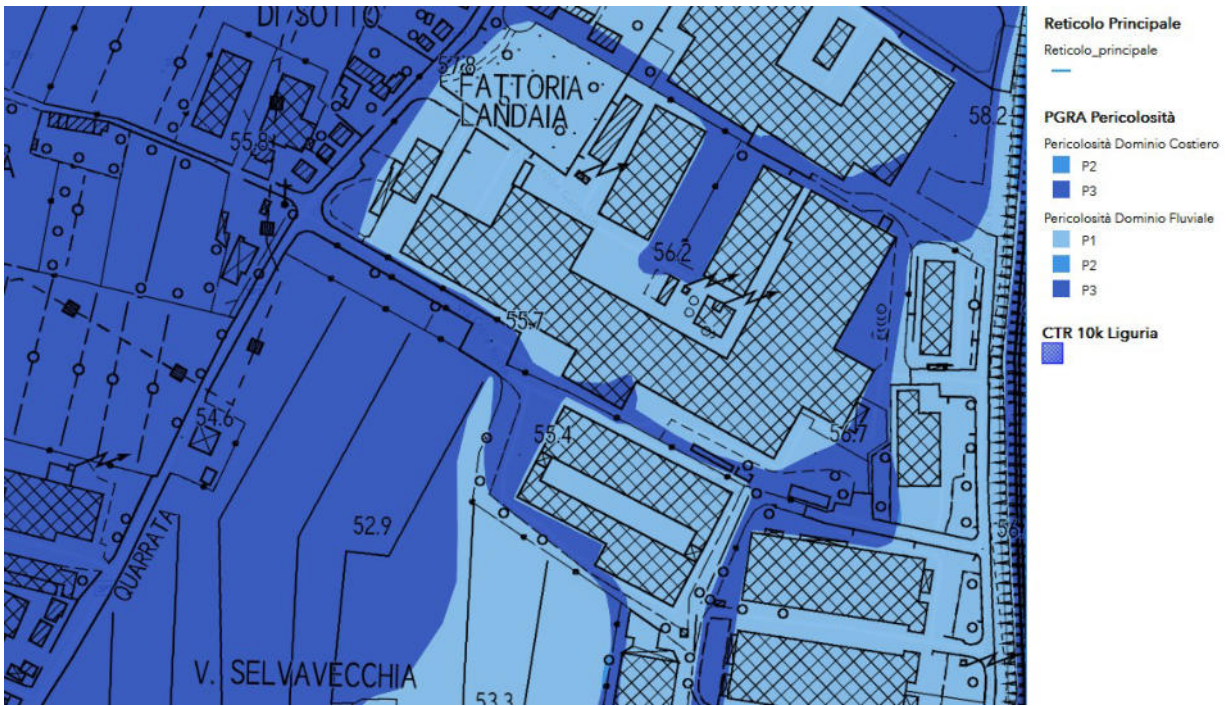 DI SOTTO
57.8
FATTORIA
LANDAIA
58.2
55.8
56.2
55.7
54.6
55.4
56.7
52.9
QUARRATA
V. SELVAVECCHIA
53.3
Reticolo Principale
Reticolo_principale
PGRA Pericolosità
Pericolosità Dominio Costiero
P2
P3
Pericolosità Dominio Fluviale
P1
P2
P3
CTR 10k Liguria